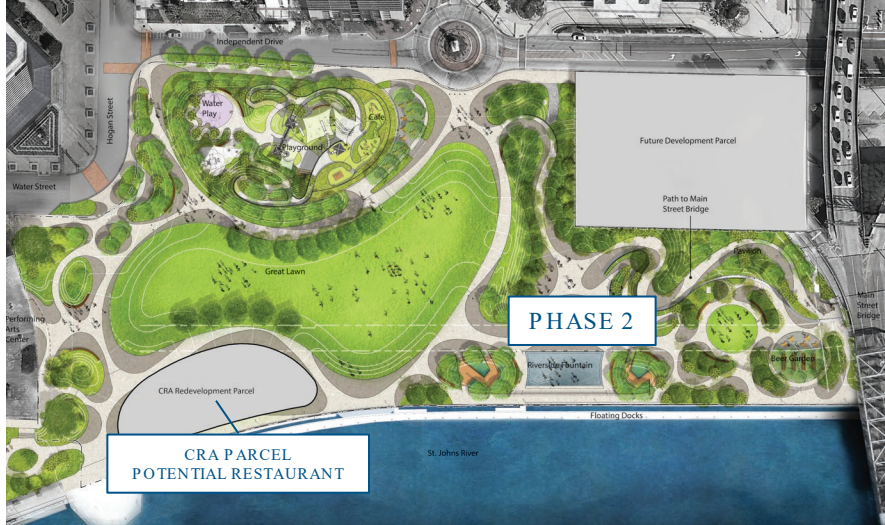 Independent Drive
Hogan Street
Water
Play
Cafe
Playground
Future Development Parcel
Water Street
Path to Main
Street Bridge
Great Lawn
Pavilion
Performing
Arts
Center
Main
Street
Bridge
PHASE 2
Beer Garden
Riverside Fountain
CRA Redevelopment Parcel
Floating Docks
CRA PARCEL
POTENTIAL RESTAURANT
St. Johns River